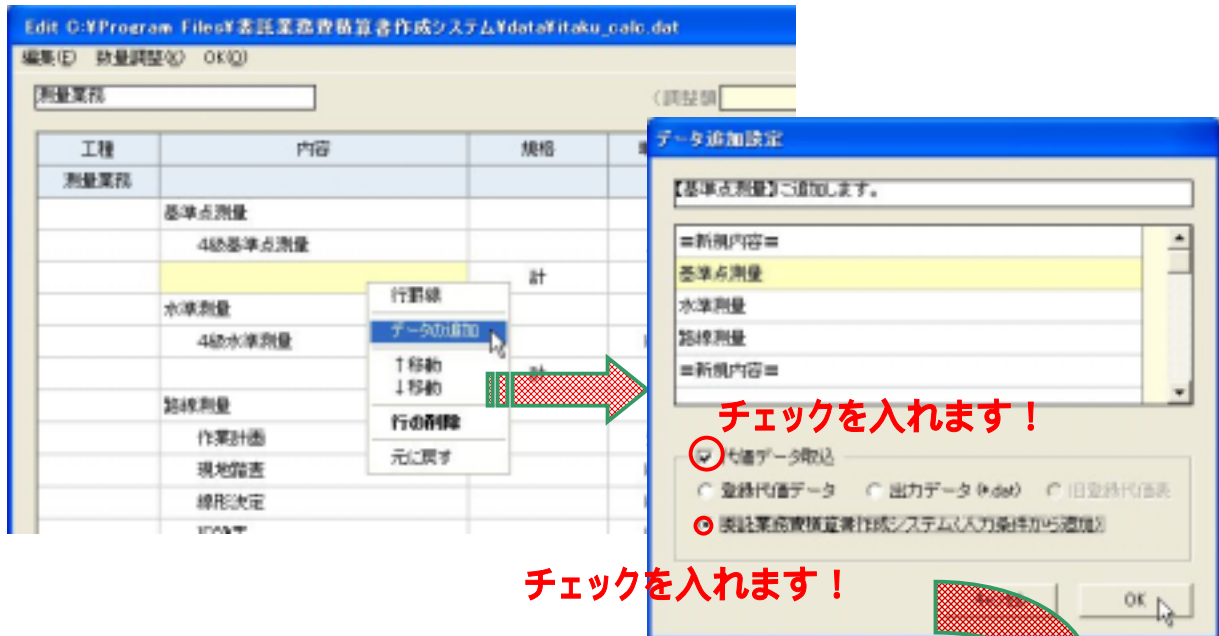 Edit C:¥Program Files¥委託業務費積算書作成システム¥data¥itaku_calc.dat
編集(E) 数量調整(K) OK(O)
測量業務
(調整額
工種 内容 規格
測量業務
基準点測量
4級基準点測量
計
水準測量
4級水準測量
計
路線測量
作業計画
現地踏査
線形決定
行罫線
データの追加
↑移動
↓移動
行の削除
元に戻す
データ追加設定
【基準点測量】に追加します。
=新規内容=
基準点測量
水準測量
路線測量
=新規内容=
チェックを入れます！
代価データ取込
登録代価データ 出力データ(*.dat) 旧登録代価表
委託業務費積算書作成システム(入力条件から追加)
チェックを入れます！
OK